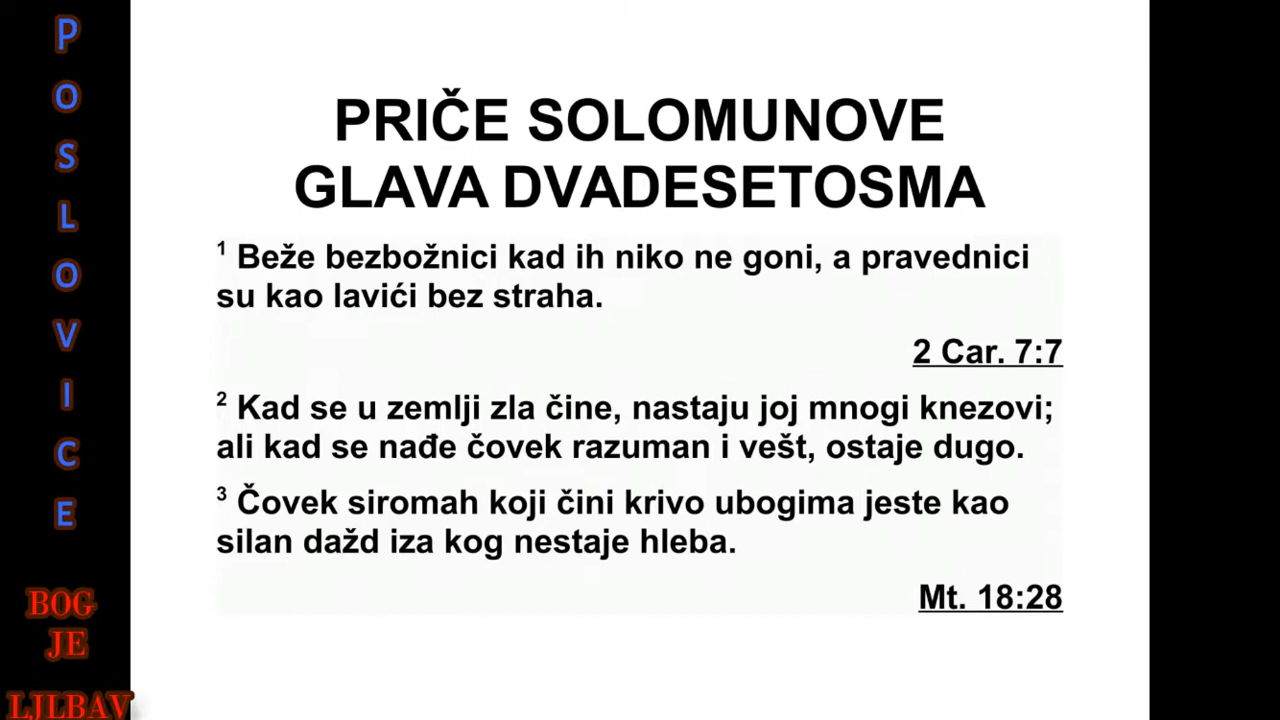 POSLOVICE
BOG
JE
LJLBAV
PRIČE SOLOMUNOVE
GLAVA DVADESETOSMA
1 Beže bezbožnici kad ih niko ne goni, a pravednici
su kao lavići bez straha.
2 Car. 7:7
2 Kad se u zemlji zla čine, nastaju joj mnogi knezovi;
ali kad se nađe čovek razuman i vešt, ostaje dugo.
3 Čovek siromah koji čini krivo ubogima jeste kao
silan dažd iza kog nestaje hleba.
Mt. 18:28